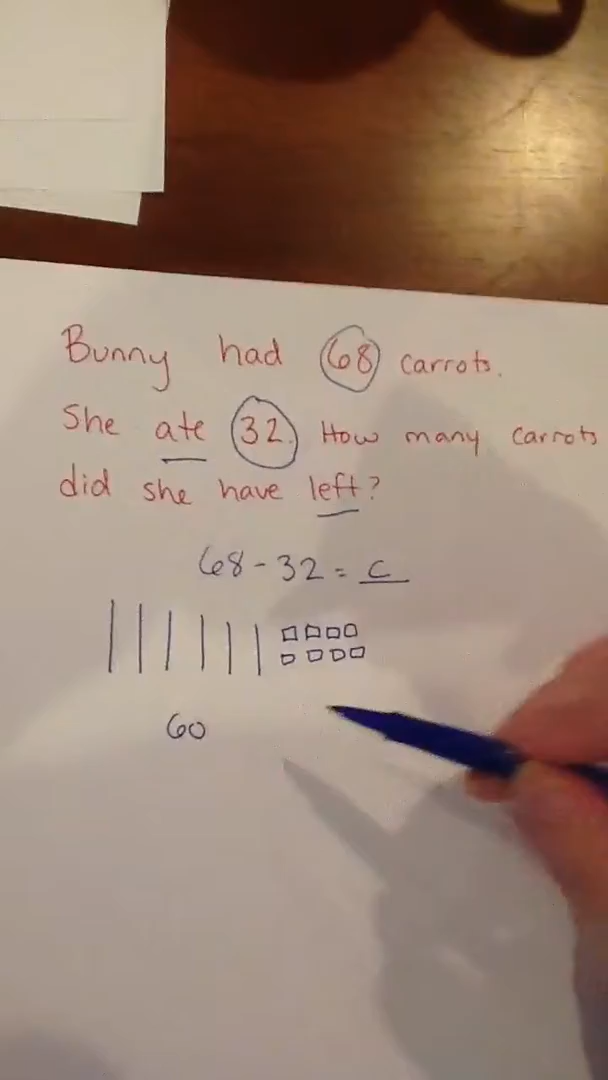 Bunny had 68 carrots.
She ate 32. How many carrots
did she have left?
68 - 32 = c
60